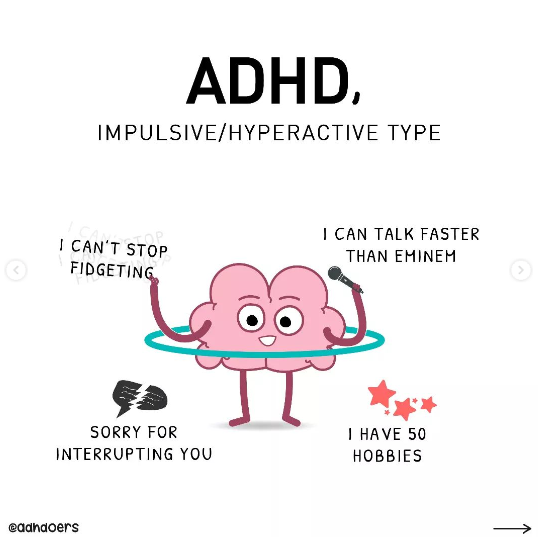 ADHD,
IMPULSIVE/HYPERACTIVE TYPE
I CAN'T STOP
FIDGETING
I CAN TALK FASTER
THAN EMINEM
SORRY FOR
INTERRUPTING YOU
I HAVE 50
HOBBIES
@adhdoers